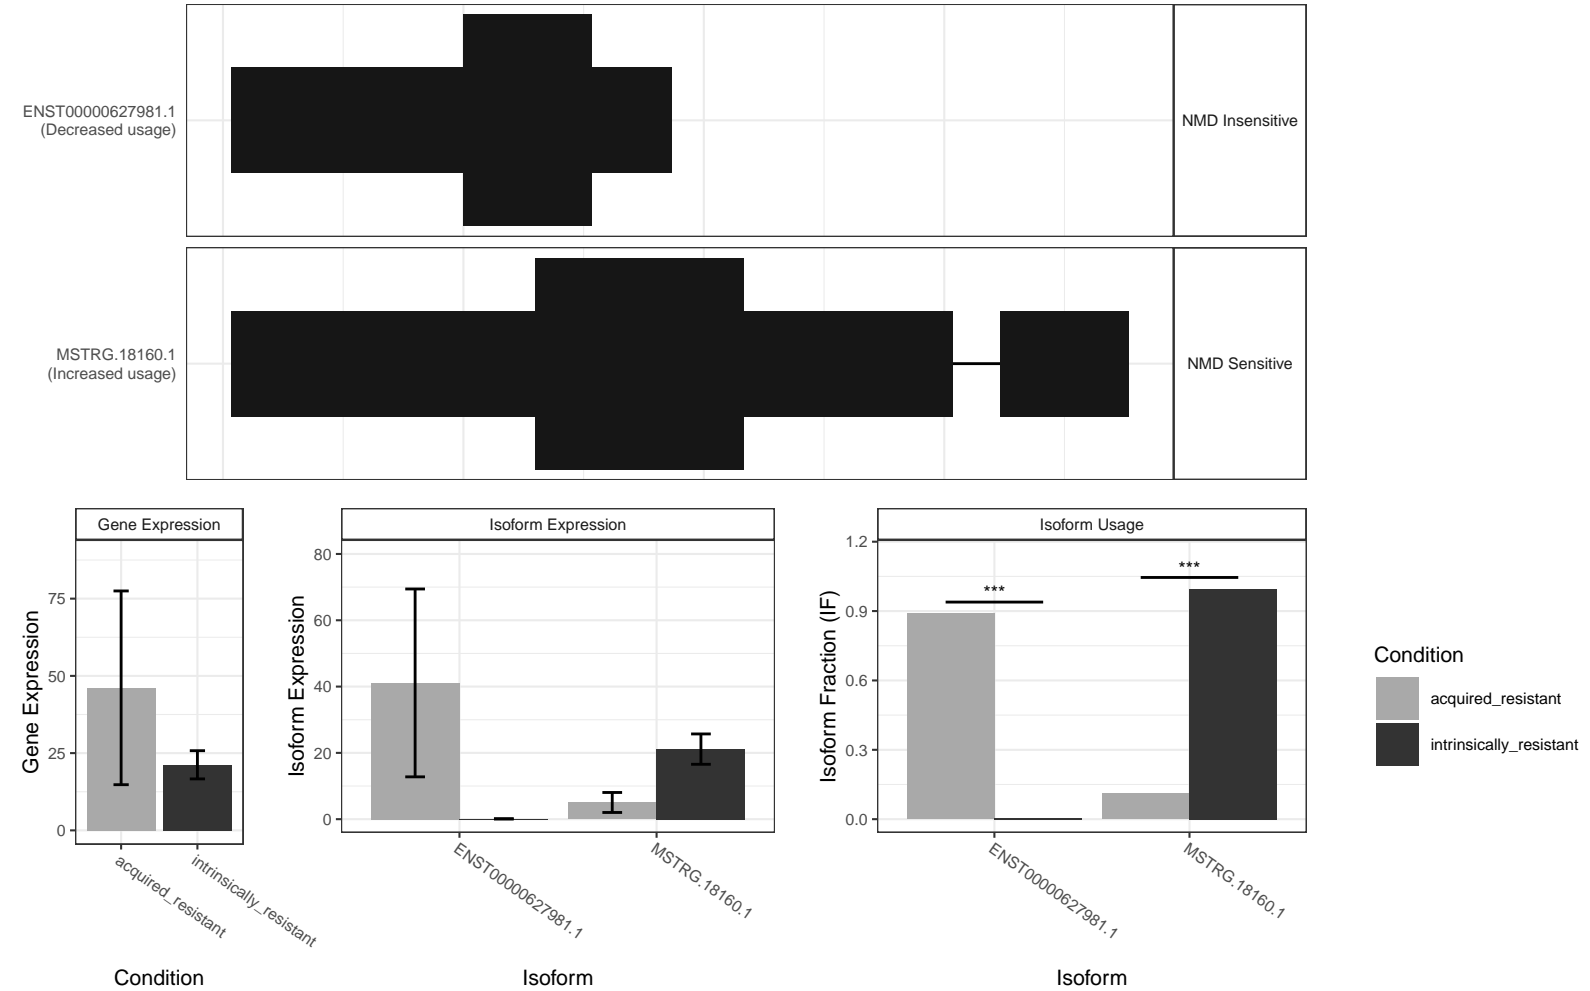 ENST00000627981.1
(Decreased usage)
NMD Insensitive
MSTRG.18160.1
(Increased usage)
NMD Sensitive
Gene Expression
Gene Expression
75
50
25
0
acquired_resistant
intrinsically_resistant
Condition
Isoform Expression
Isoform Expression
80
60
40
20
0
ENST00000627981.1
MSTRG.18160.1
Isoform
Isoform Usage
Isoform Fraction (IF)
1.2
0.9
0.6
0.3
0.0
***
***
ENST00000627981.1
MSTRG.18160.1
Isoform
Condition
acquired_resistant
intrinsically_resistant